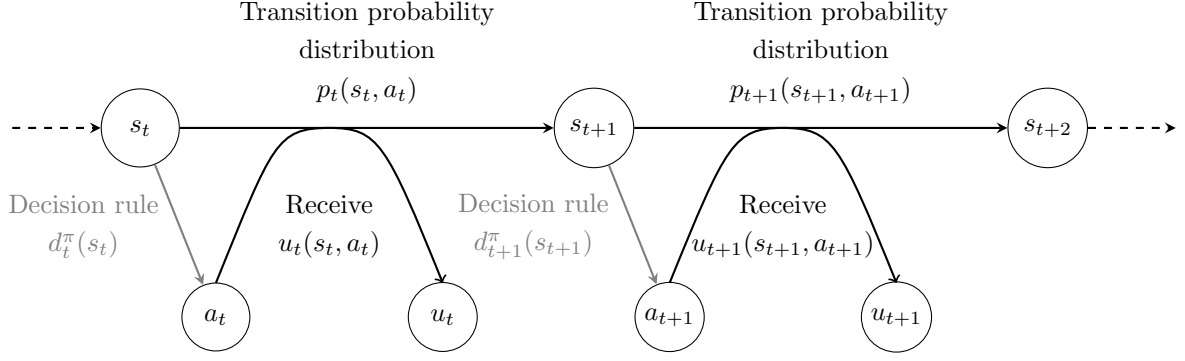 Transition probability
distribution
p_t(s_t, a_t)
Transition probability
distribution
p_{t+1}(s_{t+1}, a_{t+1})
s_t
s_{t+1}
s_{t+2}
Decision rule
d_t^π(s_t)
Receive
u_t(s_t, a_t)
Decision rule
d_{t+1}^π(s_{t+1})
Receive
u_{t+1}(s_{t+1}, a_{t+1})
a_t
u_t
a_{t+1}
u_{t+1}